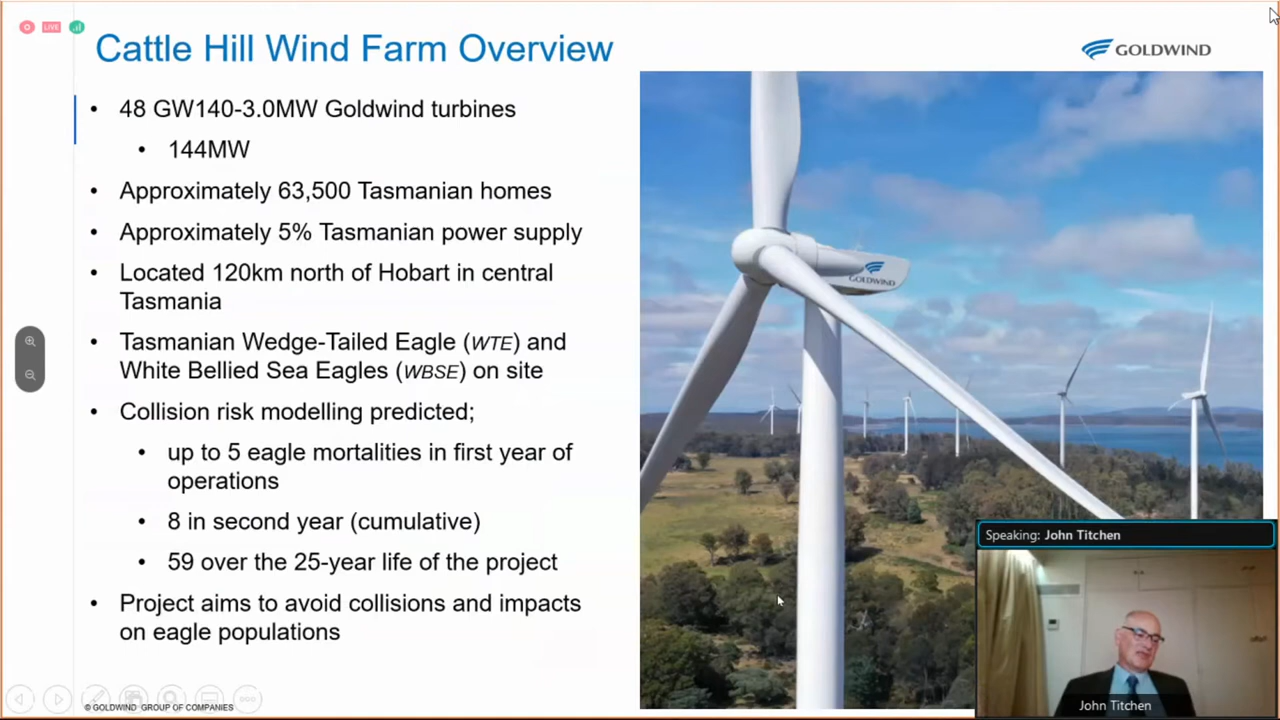 LIVE
Cattle Hill Wind Farm Overview
GOLDWIND
• 48 GW140-3.0MW Goldwind turbines
• 144MW
• Approximately 63,500 Tasmanian homes
• Approximately 5% Tasmanian power supply
• Located 120km north of Hobart in central
Tasmania
• Tasmanian Wedge-Tailed Eagle (WTE) and
White Bellied Sea Eagles (WBSE) on site
• Collision risk modelling predicted;
• up to 5 eagle mortalities in first year of
operations
• 8 in second year (cumulative)
• 59 over the 25-year life of the project
• Project aims to avoid collisions and impacts
on eagle populations
GOLDWIND
Speaking: John Titchen
John Titchen
© GOLDWIND GROUP OF COMPANIES